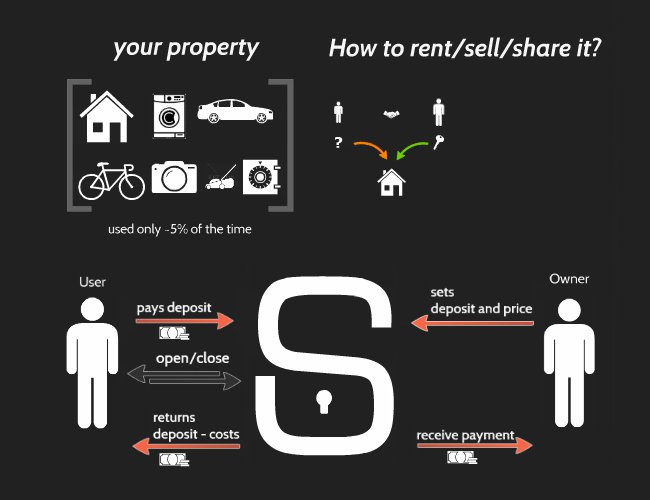 your property
How to rent/sell/share it?
?
used only ~5% of the time
User
Owner
pays deposit
sets
deposit and price
open/close
returns
deposit - costs
receive payment